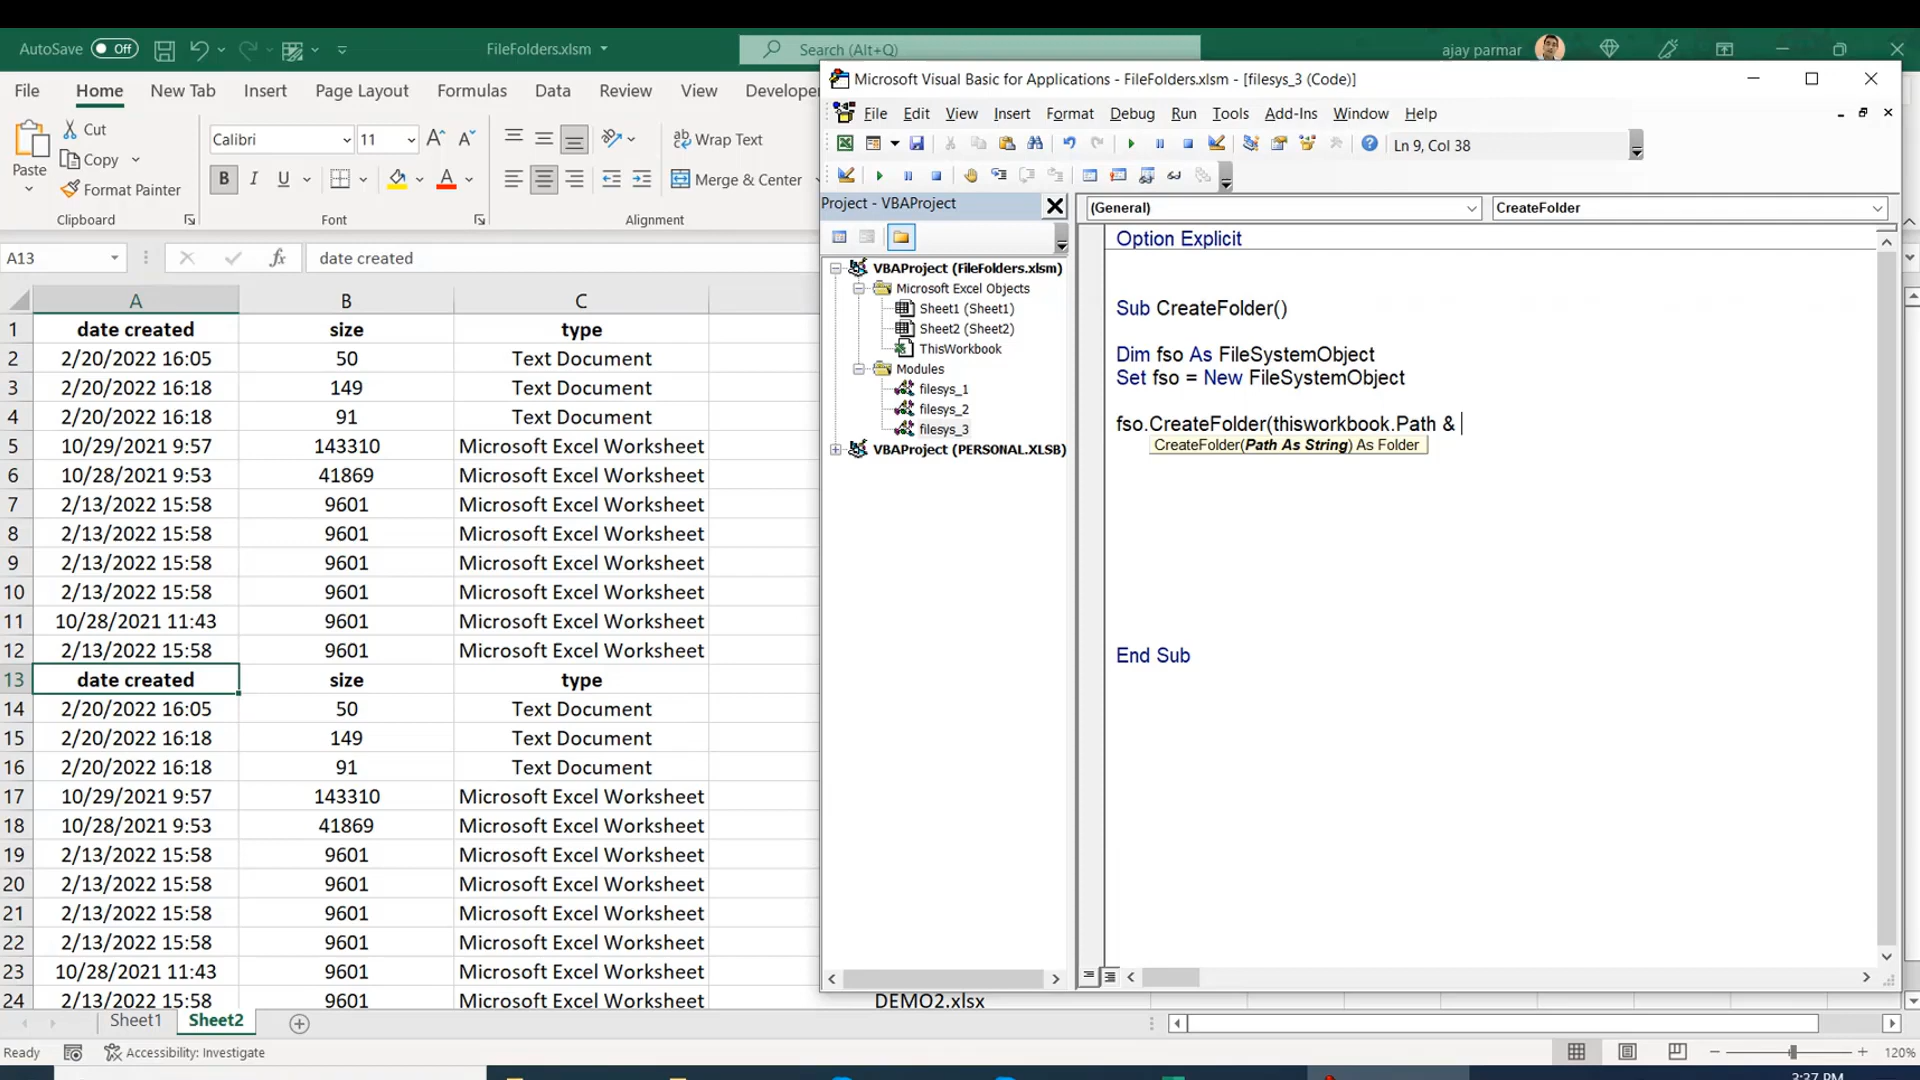 AutoSave Off FileFolders.xlsm Search (Alt+Q) ajay parmar
File Home New Tab Insert Page Layout Formulas Data Review View Developer
Paste Cut Copy Format Painter
Calibri 11
B I U A
Wrap Text
Merge & Center
Clipboard Font Alignment
A13 fx date created
A B C
1 date created size type
2 2/20/2022 16:05 50 Text Document
3 2/20/2022 16:18 149 Text Document
4 2/20/2022 16:18 91 Text Document
5 10/29/2021 9:57 143310 Microsoft Excel Worksheet
6 10/28/2021 9:53 41869 Microsoft Excel Worksheet
7 2/13/2022 15:58 9601 Microsoft Excel Worksheet
8 2/13/2022 15:58 9601 Microsoft Excel Worksheet
9 2/13/2022 15:58 9601 Microsoft Excel Worksheet
10 2/13/2022 15:58 9601 Microsoft Excel Worksheet
11 10/28/2021 11:43 9601 Microsoft Excel Worksheet
12 2/13/2022 15:58 9601 Microsoft Excel Worksheet
13 date created size type
14 2/20/2022 16:05 50 Text Document
15 2/20/2022 16:18 149 Text Document
16 2/20/2022 16:18 91 Text Document
17 10/29/2021 9:57 143310 Microsoft Excel Worksheet
18 10/28/2021 9:53 41869 Microsoft Excel Worksheet
19 2/13/2022 15:58 9601 Microsoft Excel Worksheet
20 2/13/2022 15:58 9601 Microsoft Excel Worksheet
21 2/13/2022 15:58 9601 Microsoft Excel Worksheet
22 2/13/2022 15:58 9601 Microsoft Excel Worksheet
23 10/28/2021 11:43 9601 Microsoft Excel Worksheet
24 2/13/2022 15:58 9601 Microsoft Excel Worksheet DEMO2.xlsx
Sheet1 Sheet2
Ready Accessibility: Investigate 120%
3:37 PM
Microsoft Visual Basic for Applications - FileFolders.xlsm - [filesys_3 (Code)]
File Edit View Insert Format Debug Run Tools Add-Ins Window Help
Ln 9, Col 38
Project - VBAProject
VBAProject (FileFolders.xlsm)
Microsoft Excel Objects
Sheet1 (Sheet1)
Sheet2 (Sheet2)
ThisWorkbook
Modules
filesys_1
filesys_2
filesys_3
VBAProject (PERSONAL.XLSB)
(General) CreateFolder
Option Explicit
Sub CreateFolder()
Dim fso As FileSystemObject
Set fso = New FileSystemObject
fso.CreateFolder(thisworkbook.Path &
CreateFolder(Path As String) As Folder
End Sub